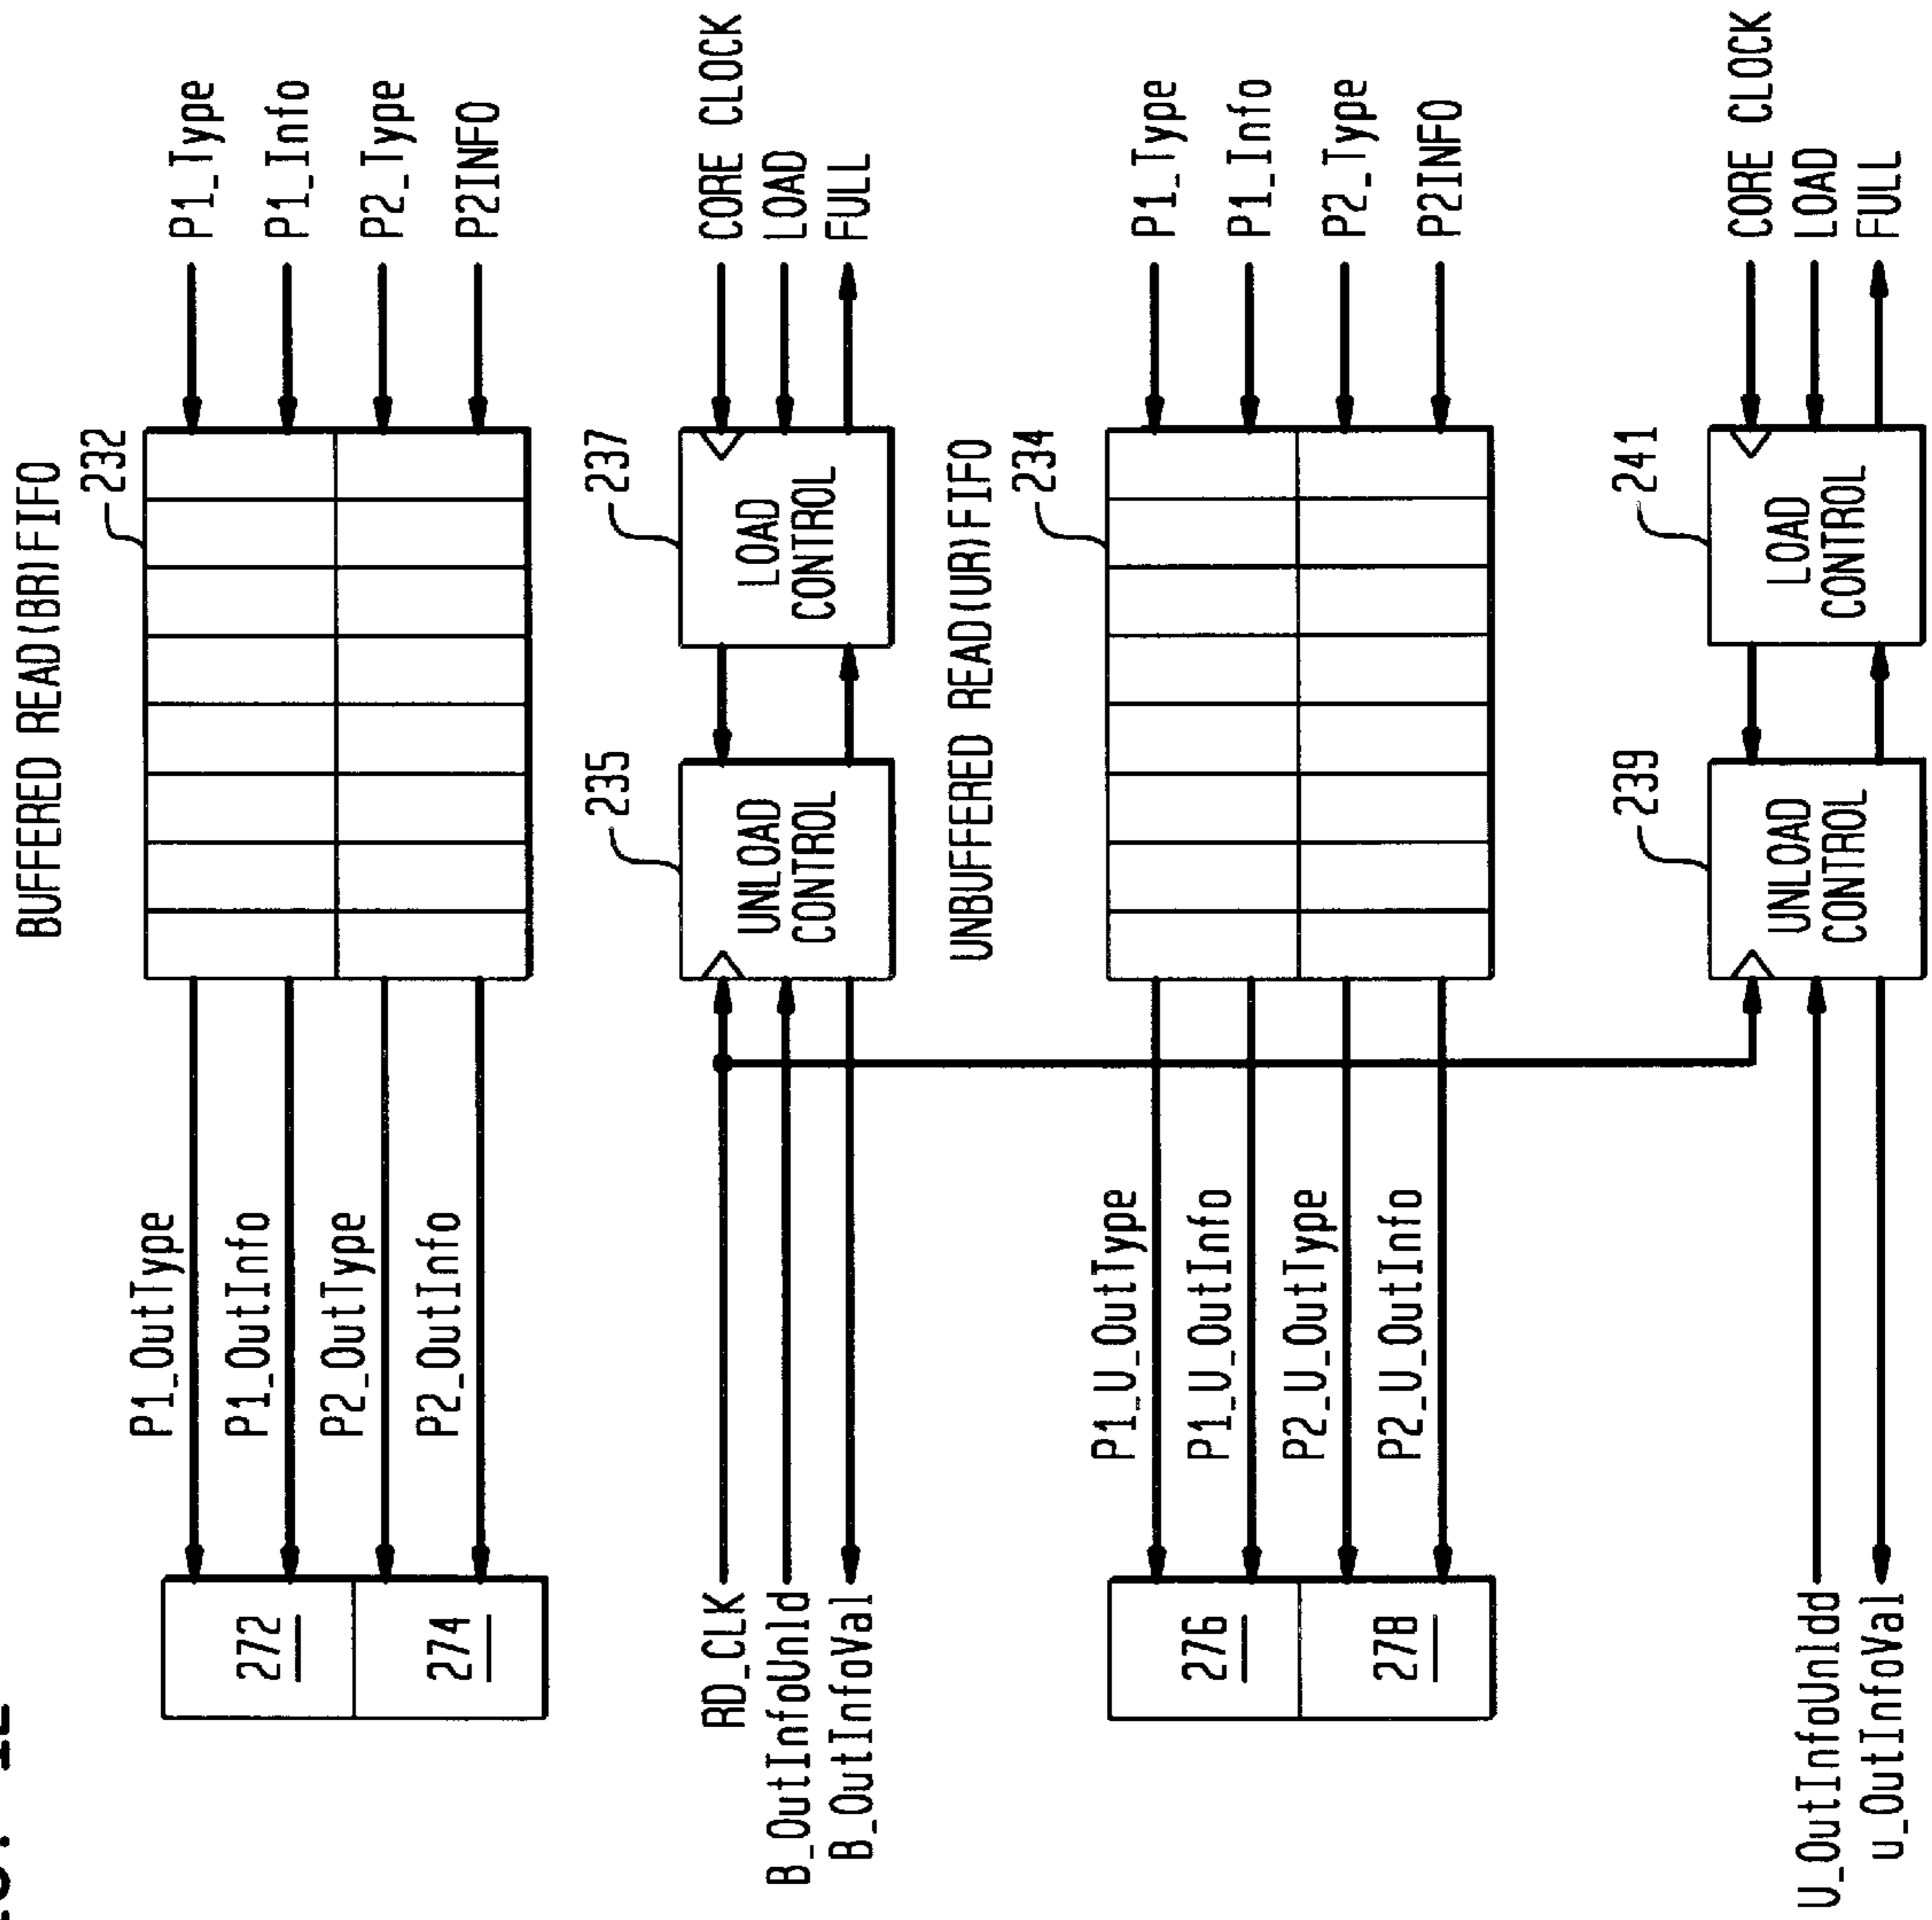 BUFFERED READ(BR)FIFO
232
P1_Type
P1_Info
P2_Type
P2INFO
P1_OutType
P1_OutInfo
P2_OutType
P2_OutInfo
272
274
235
237
UNLOAD
CONTROL
LOAD
CONTROL
CORE CLOCK
LOAD
FULL
RD_CLK
B_OutInfoUnld
B_OutInfoVal
UNBUFFERED READ(UR)FIFO
234
P1_Type
P1_Info
P2_Type
P2INFO
P1_U_OutType
P1_U_OutInfo
P2_U_OutType
P2_U_OutInfo
276
278
239
241
UNLOAD
CONTROL
LOAD
CONTROL
CORE CLOCK
LOAD
FULL
U_OutInfoUnldd
u_OutInfoVal